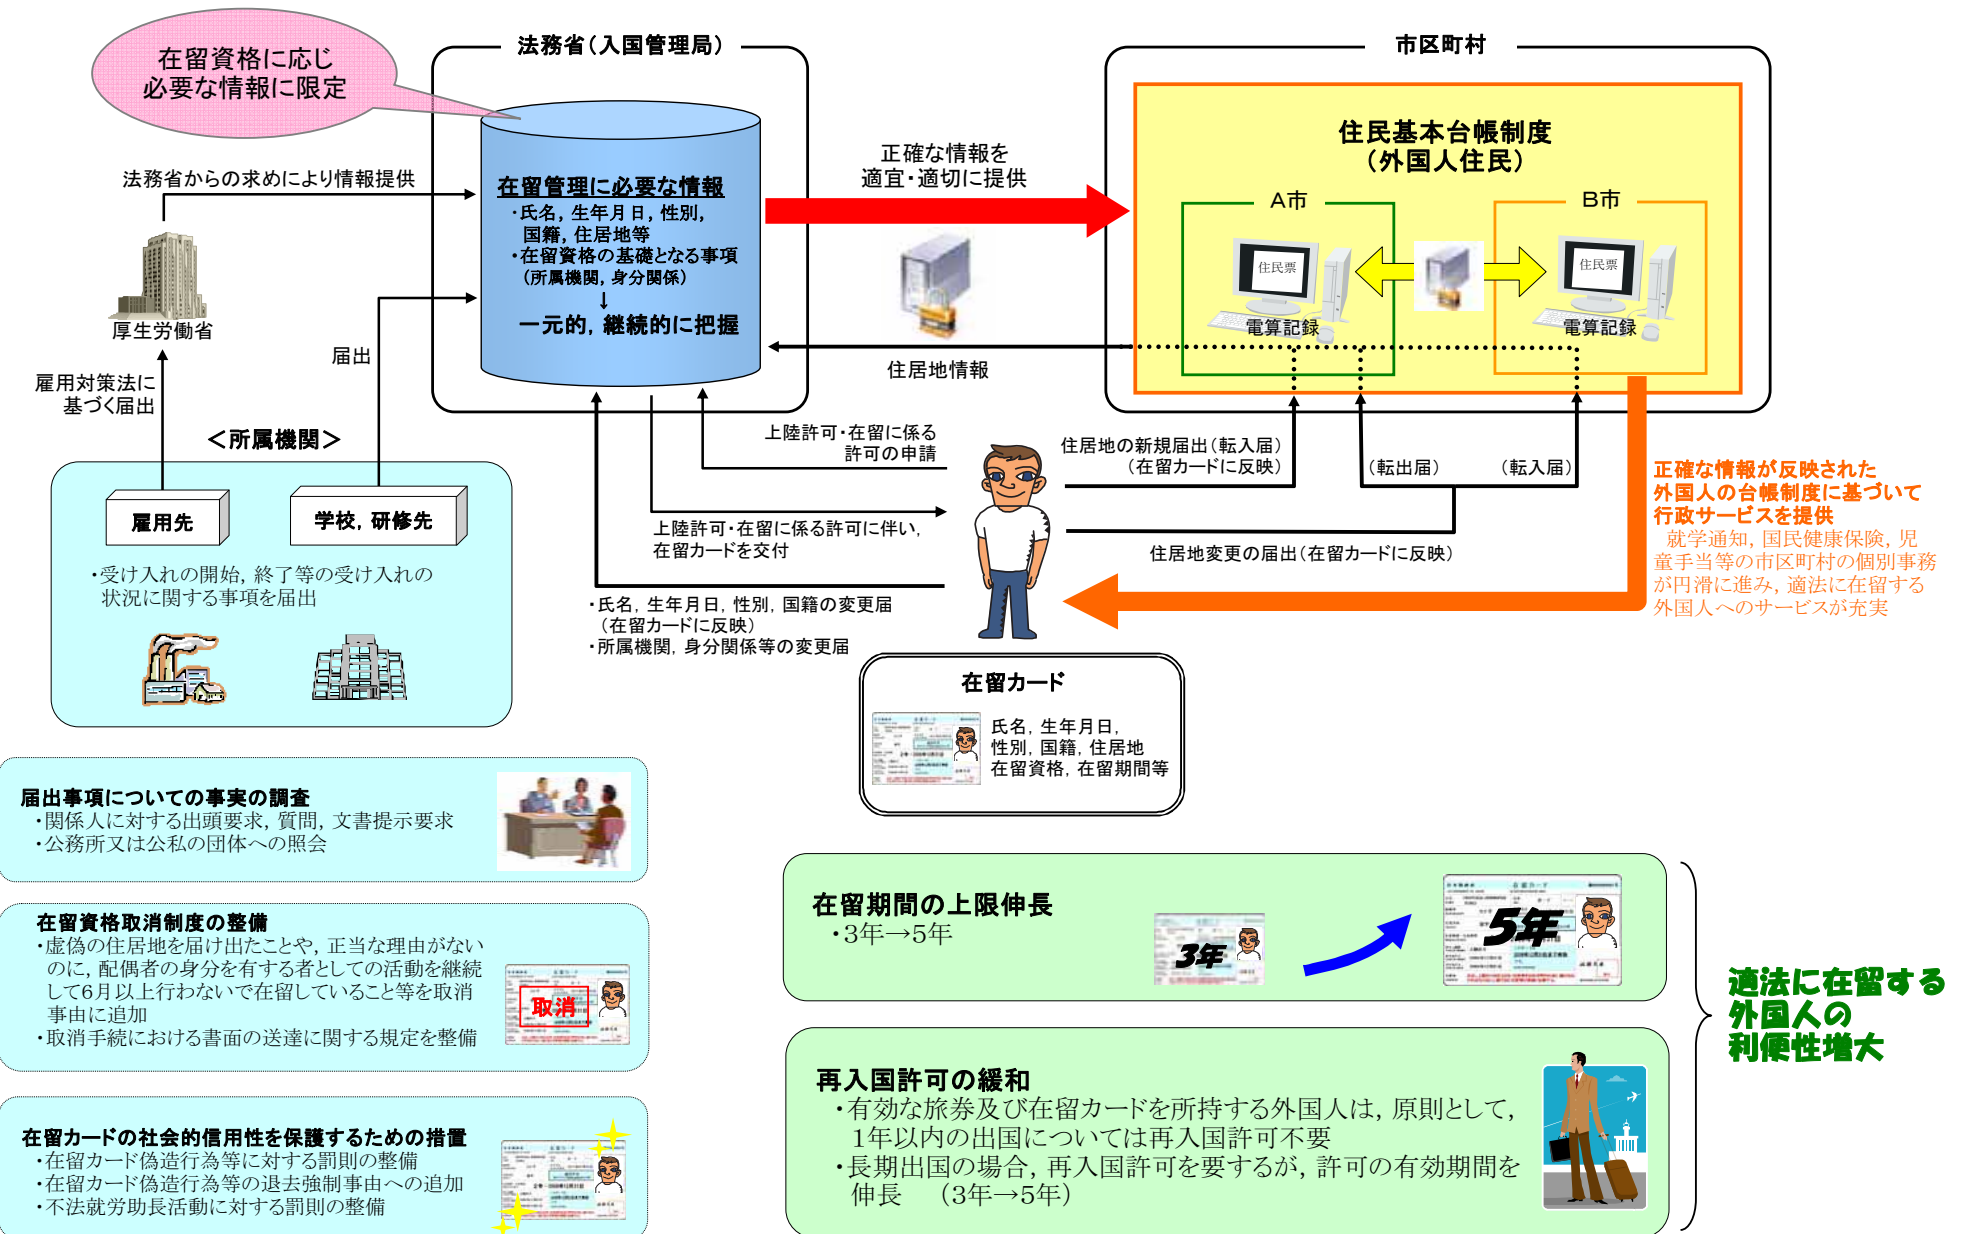 在留資格に応じ
必要な情報に限定
法務省（入国管理局）
市区町村
在留管理に必要な情報
・氏名，生年月日，性別，
国籍，住居地等
・在留資格の基礎となる事項
（所属機関，身分関係）
↓
一元的，継続的に把握
法務省からの求めにより情報提供
厚生労働省
雇用対策法に
基づく届出
届出
正確な情報を
適宜・適切に提供
住居地情報
住民基本台帳制度
（外国人住民）
A市
B市
住民票
住民票
電算記録
電算記録
＜所属機関＞
雇用先
学校，研修先
・受け入れの開始，終了等の受け入れの
状況に関する事項を届出
上陸許可・在留に係る
許可の申請
上陸許可・在留に係る許可に伴い，
在留カードを交付
・氏名，生年月日，性別，国籍の変更届
（在留カードに反映）
・所属機関，身分関係等の変更届
住居地の新規届出（転入届）
（在留カードに反映）
（転出届）
（転入届）
住居地変更の届出（在留カードに反映）
正確な情報が反映された
外国人の台帳制度に基づいて
行政サービスを提供
就学通知，国民健康保険，児
童手当等の市区町村の個別事務
が円滑に進み，適法に在留する
外国人へのサービスが充実
在留カード
氏名，生年月日，
性別，国籍，住居地
在留資格，在留期間等
届出事項についての事実の調査
・関係人に対する出頭要求，質問，文書提示要求
・公務所又は公私の団体への照会
在留資格取消制度の整備
・虚偽の住居地を届け出たことや，正当な理由がない
のに，配偶者の身分を有する者としての活動を継続
して6月以上行わないで在留していること等を取消
事由に追加
・取消手続における書面の送達に関する規定を整備
取消
在留カードの社会的信用性を保護するための措置
・在留カード偽造行為等に対する罰則の整備
・在留カード偽造行為等の退去強制事由への追加
・不法就労助長活動に対する罰則の整備
在留期間の上限伸長
・3年→5年
3年
5年
再入国許可の緩和
・有効な旅券及び在留カードを所持する外国人は，原則として，
1年以内の出国については再入国許可不要
・長期出国の場合，再入国許可を要するが，許可の有効期間を
伸長　（3年→5年）
適法に在留する
外国人の
利便性増大